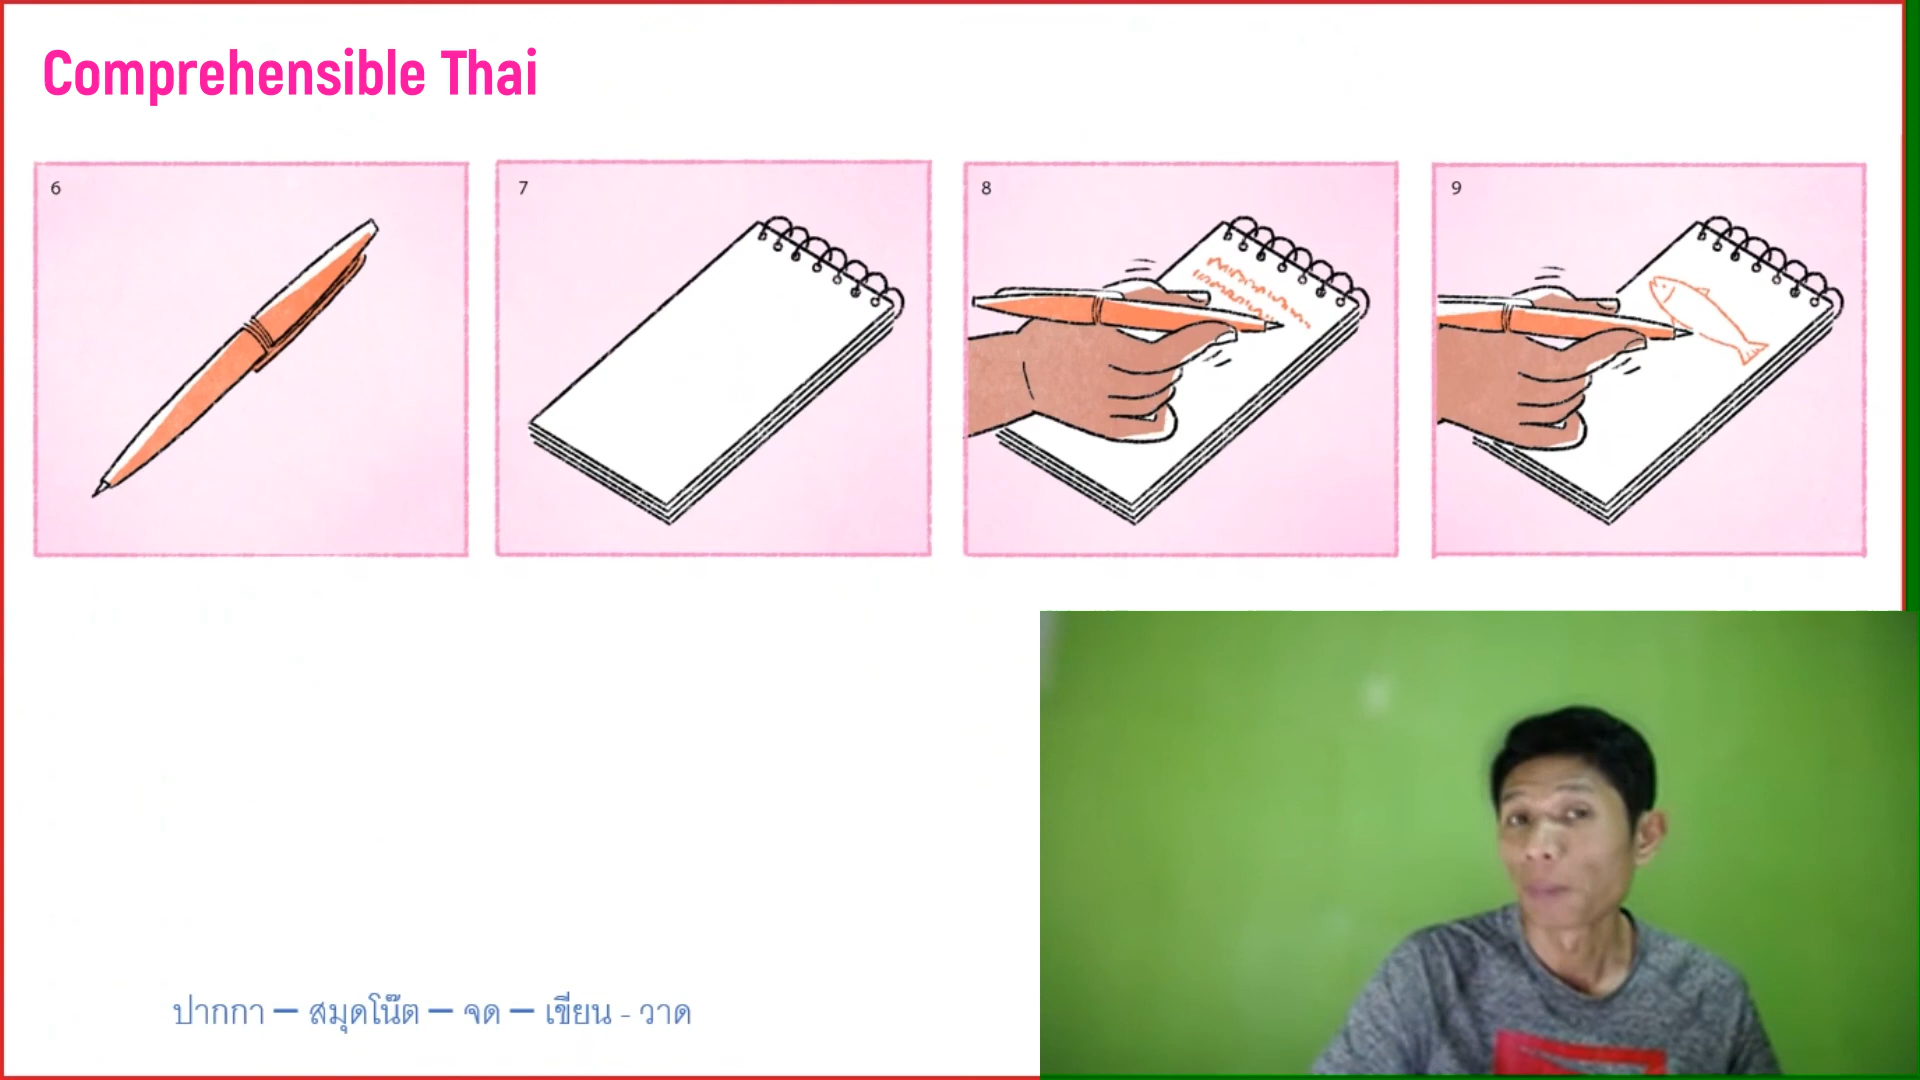 Comprehensible Thai
6
7
8
9
ปากกา – สมุดโน๊ต – จด – เขียน - วาด